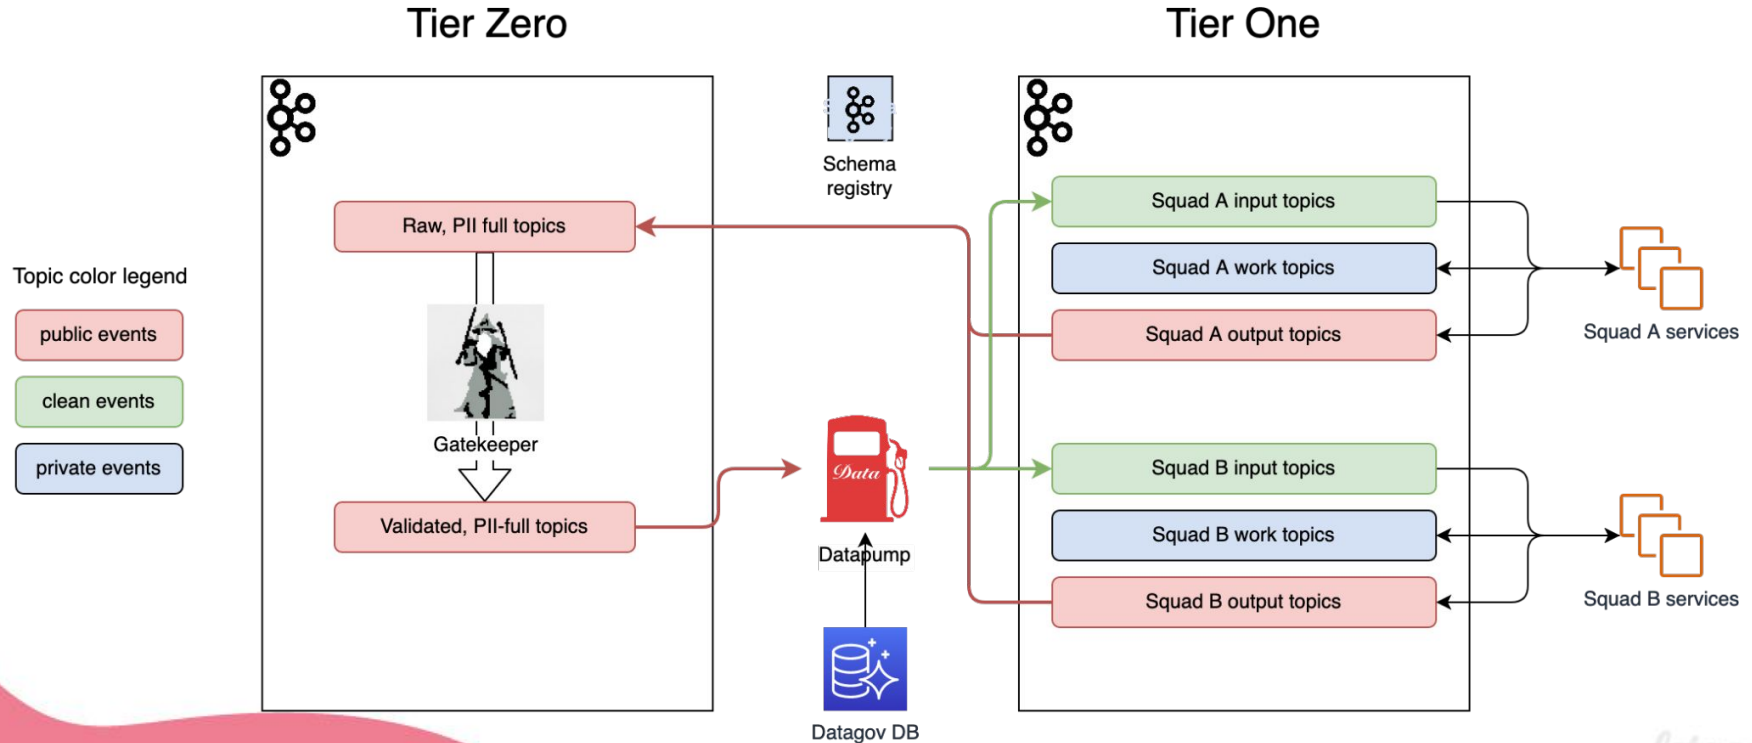 Tier Zero
Tier One
Schema
registry
Raw, PII full topics
Gatekeeper
Validated, PII-full topics
Topic color legend
public events
clean events
private events
Data
Datapump
Datagov DB
Squad A input topics
Squad A work topics
Squad A output topics
Squad A services
Squad B input topics
Squad B work topics
Squad B output topics
Squad B services